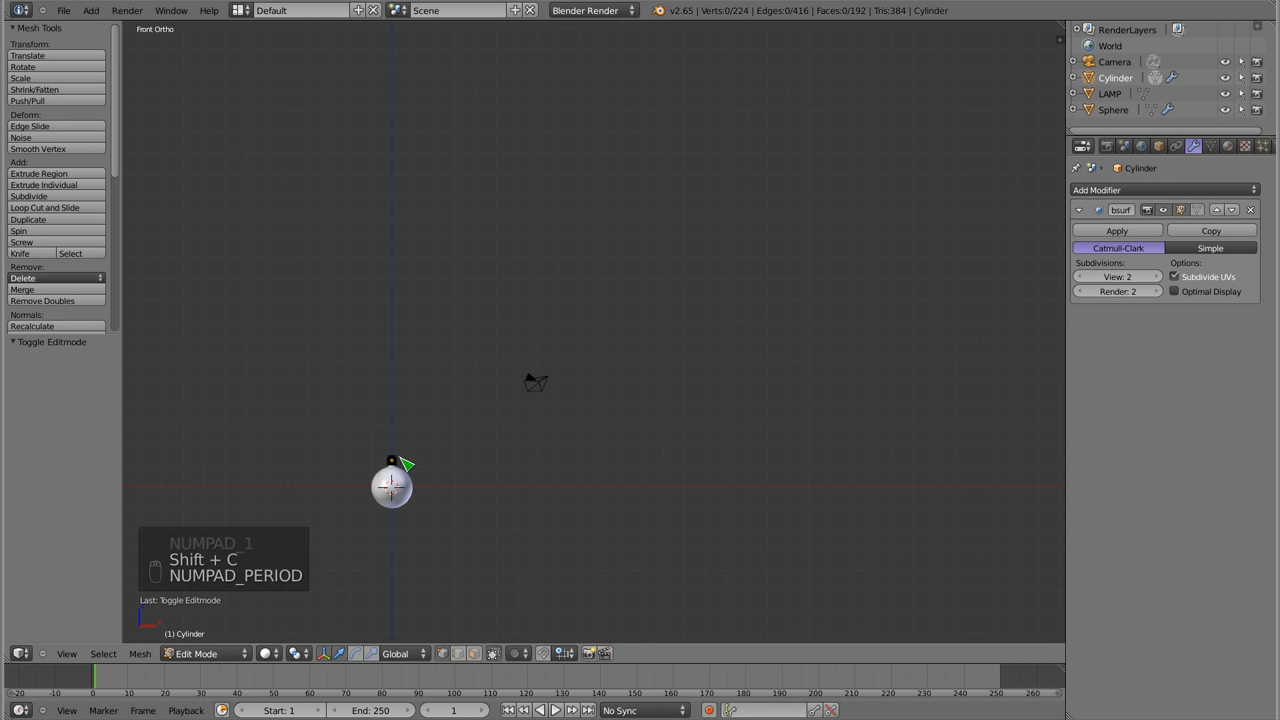 File Add Render Window Help Default Scene Blender Render v2.65 | Verts:0/224 | Edges:0/416 | Faces:0/192 | Tris:384 | Cylinder
Mesh Tools
Transform:
Translate
Rotate
Scale
Shrink/Fatten
Push/Pull
Deform:
Edge Slide
Noise
Smooth Vertex
Add:
Extrude Region
Extrude Individual
Subdivide
Loop Cut and Slide
Duplicate
Spin
Screw
Knife Select
Remove:
Delete
Merge
Remove Doubles
Normals:
Recalculate
Toggle Editmode
Front Ortho
NUMPAD_1
Shift + C
NUMPAD_PERIOD
Last: Toggle Editmode
(1) Cylinder
RenderLayers
World
Camera
Cylinder
LAMP
Sphere
Cylinder
Add Modifier
bsurf
Apply Copy
Catmull-Clark Simple
Subdivisions: Options:
View: 2 Subdivide UVs
Render: 2 Optimal Display
View Select Mesh Edit Mode Global
-20 -10 0 10 20 30 40 50 60 70 80 90 100 110 120 130 140 150 160 170 180 190 200 210 220 230 240 250 260
View Marker Frame Playback Start: 1 End: 250 1 No Sync